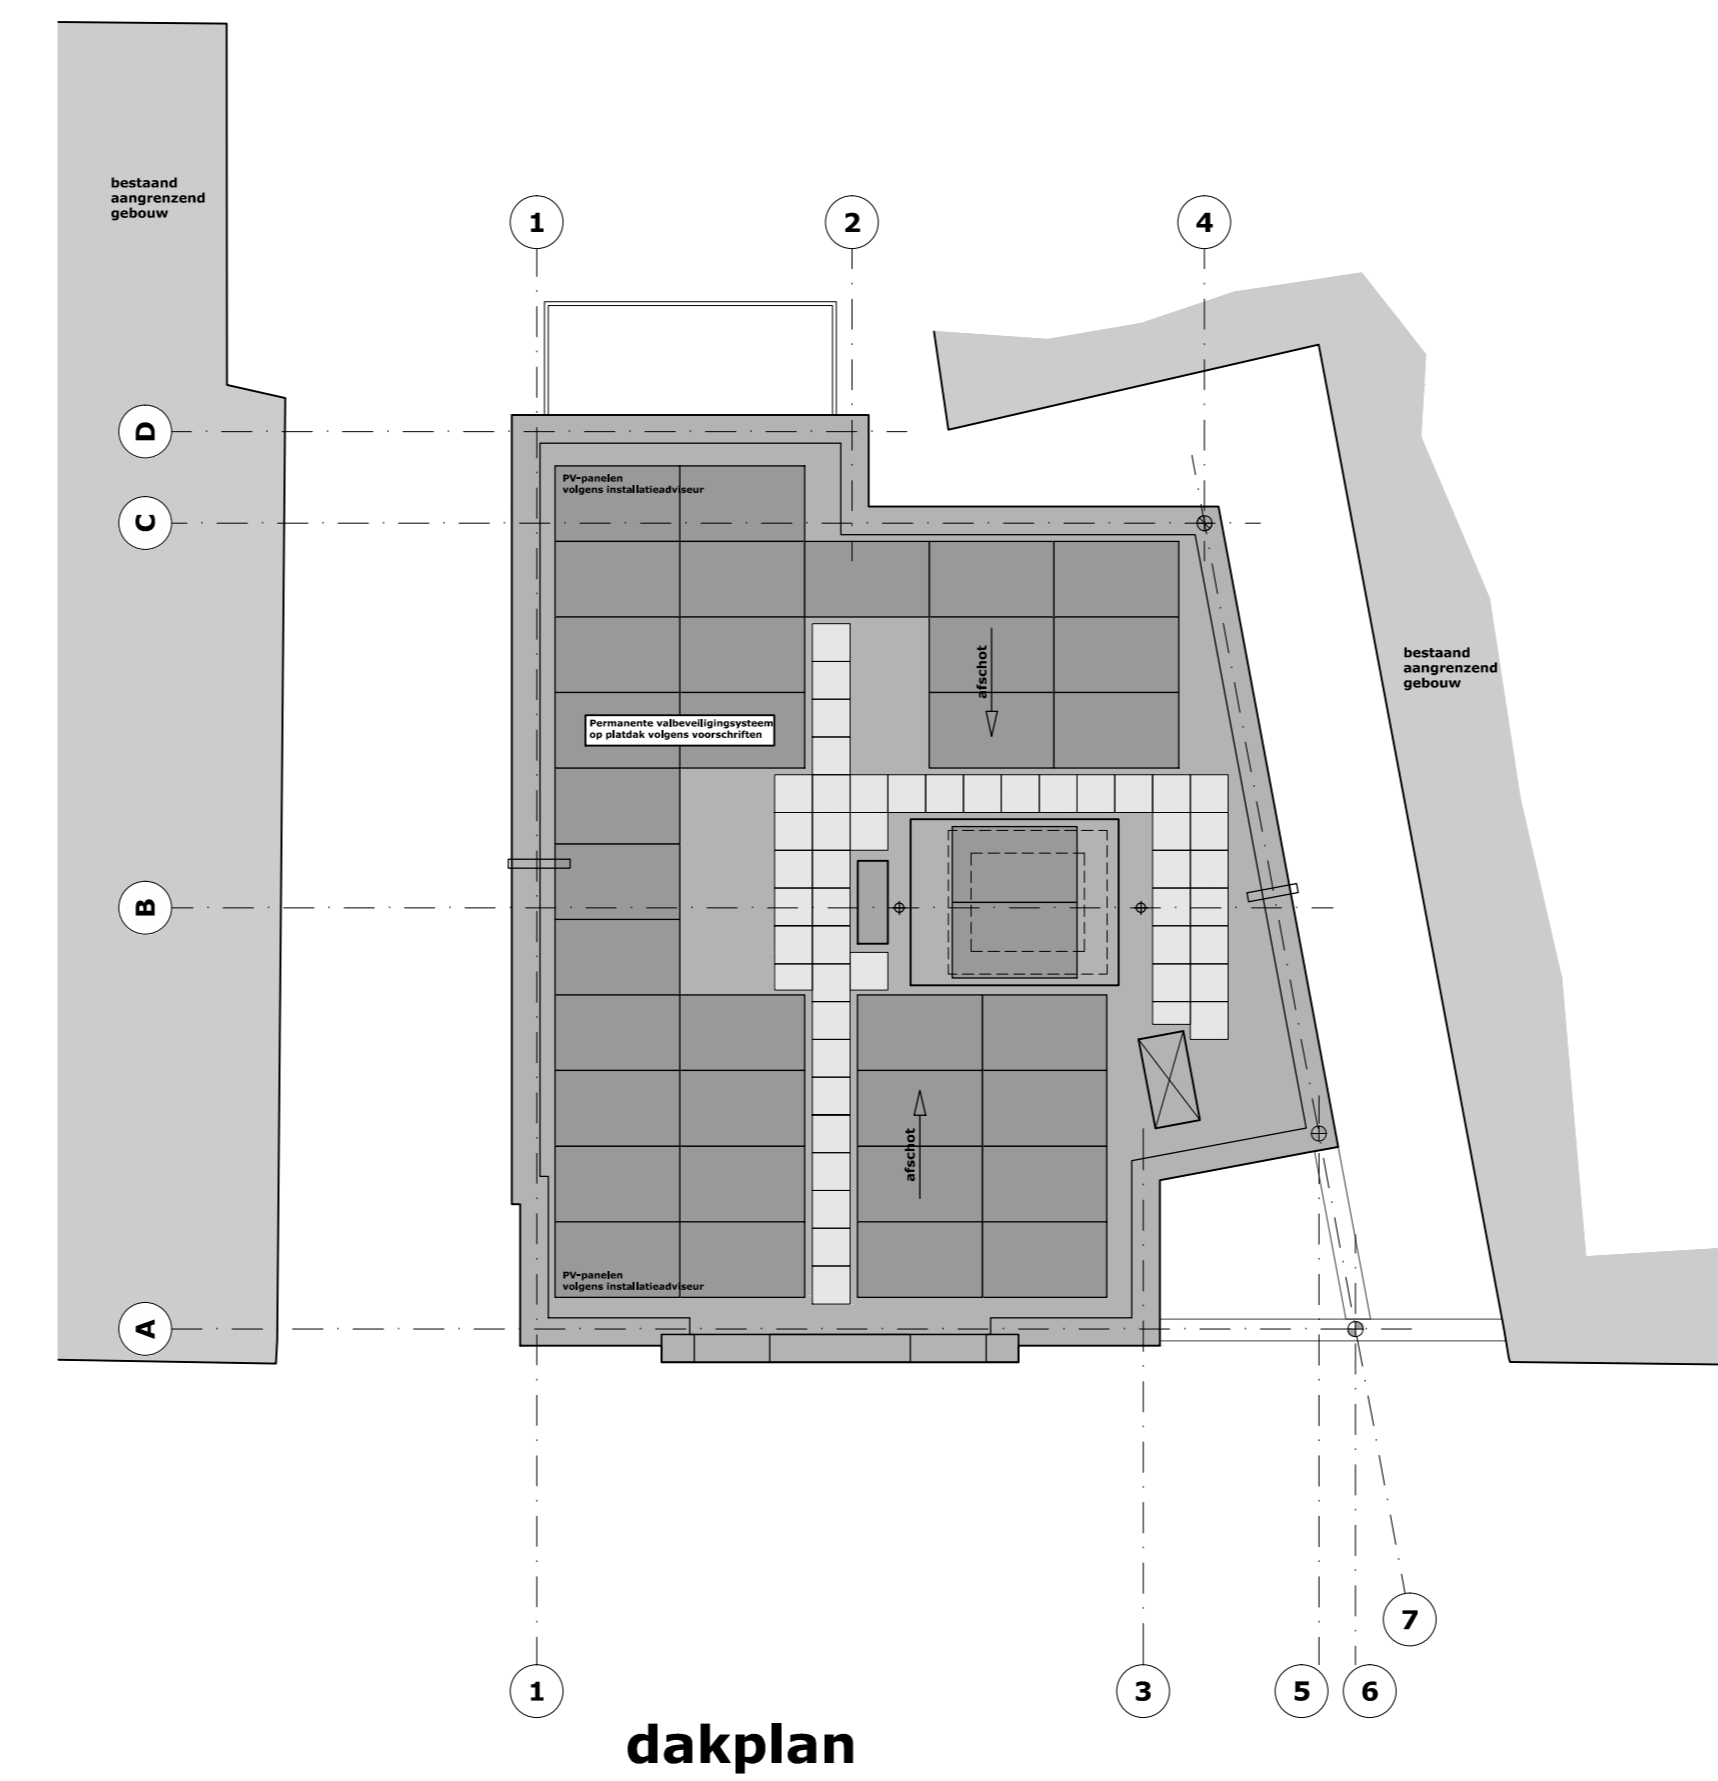 bestaand
aangrenzend
gebouw
1
2
4
D
C
PV-panelen
volgens installatieadviseur
afschot
bestaand
aangrenzend
gebouw
Permanente valbeveiligingsysteem
op platdak volgens voorschriften
B
afschot
PV-panelen
volgens installatieadviseur
A
7
1
3
5
6
dakplan